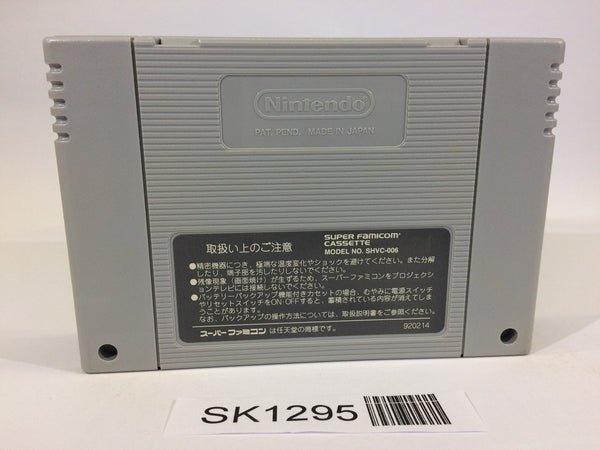 Nintendo
PAT. PEND. MADE IN JAPAN
取扱い上のご注意
SUPER FAMICOM
CASSETTE
MODEL NO. SHVC-006
●精密機器につき、極端な温度変化やショックを避けてください。また分解
したり、端子部を汚したりしないでください。
●残像現象(画面焼け)が生ずるため、スーパーファミコンをプロジェクシ
ョンテレビには接続しないでください。
●バッテリーバックアップ機能付きカセットの場合、むやみに電源スイッチ
やリセットスイッチをON・OFFすると、蓄積されている内容が消えてしま
うことがあります。
なお、バックアップの操作方法については、取扱説明書をご参照ください。
スーパーファミコン は任天堂の商標です。
920214
SK1295